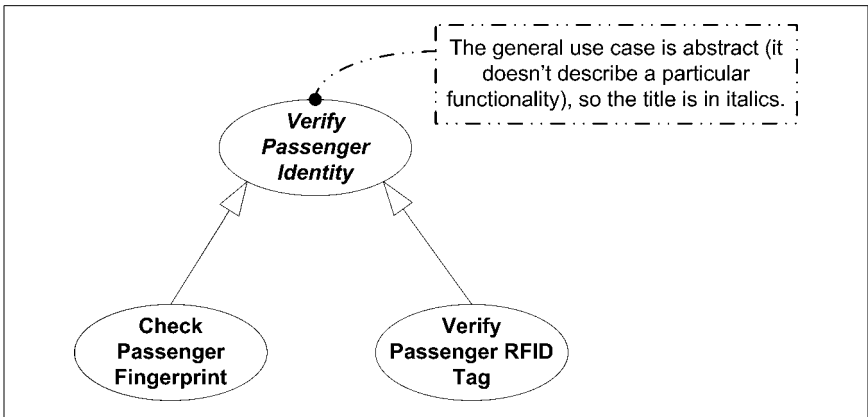 The general use case is abstract (it
doesn't describe a particular
functionality), so the title is in italics.
Verify
Passenger
Identity
Check
Passenger
Fingerprint
Verify
Passenger RFID
Tag